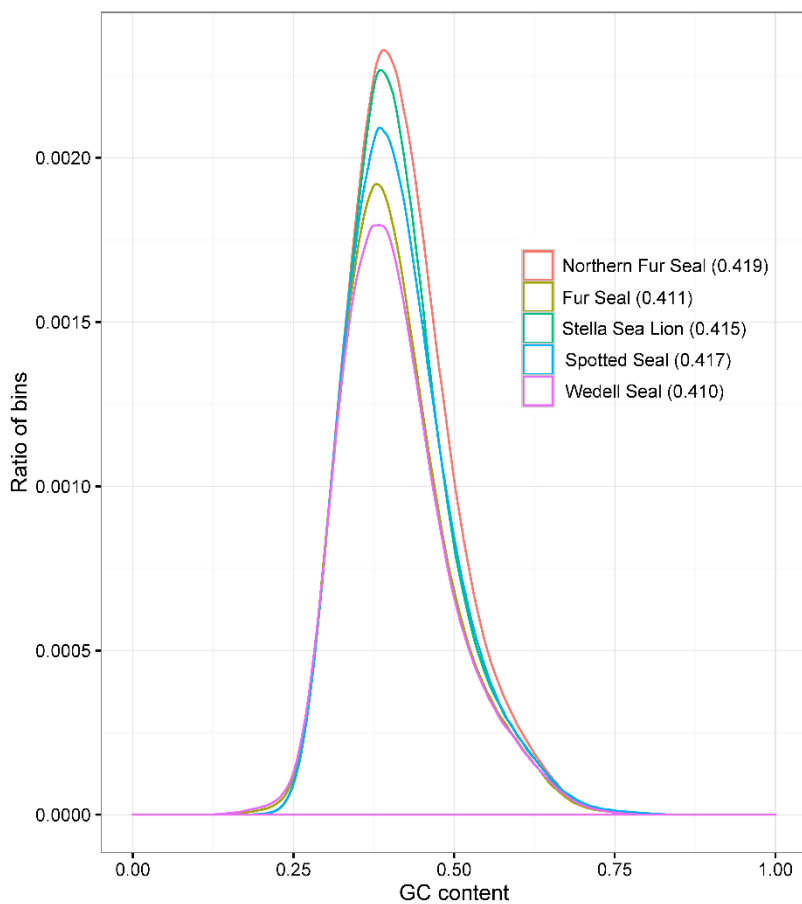 0.0020
0.0015
0.0010
0.0005
0.0000
Ratio of bins
Northern Fur Seal (0.419)
Fur Seal (0.411)
Stella Sea Lion (0.415)
Spotted Seal (0.417)
Wedell Seal (0.410)
0.00 0.25 0.50 0.75 1.00
GC content